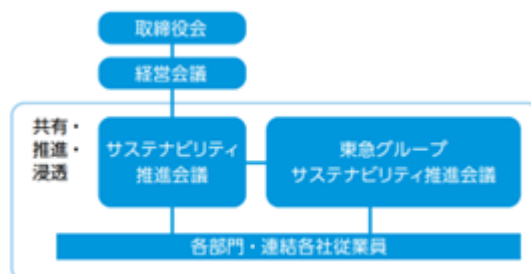 取締役会
経営会議
共有・
推進・
浸透
サステナビリティ
推進会議
東急グループ
サステナビリティ推進会議
各部門・連結各社従業員